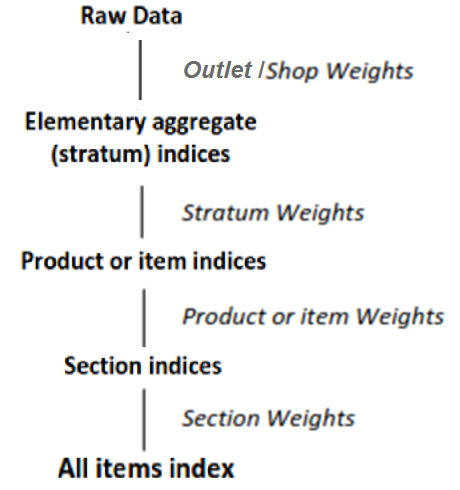 Raw Data
Outlet /Shop Weights
Elementary aggregate
(stratum) indices
Stratum Weights
Product or item indices
Product or item Weights
Section indices
Section Weights
All items index